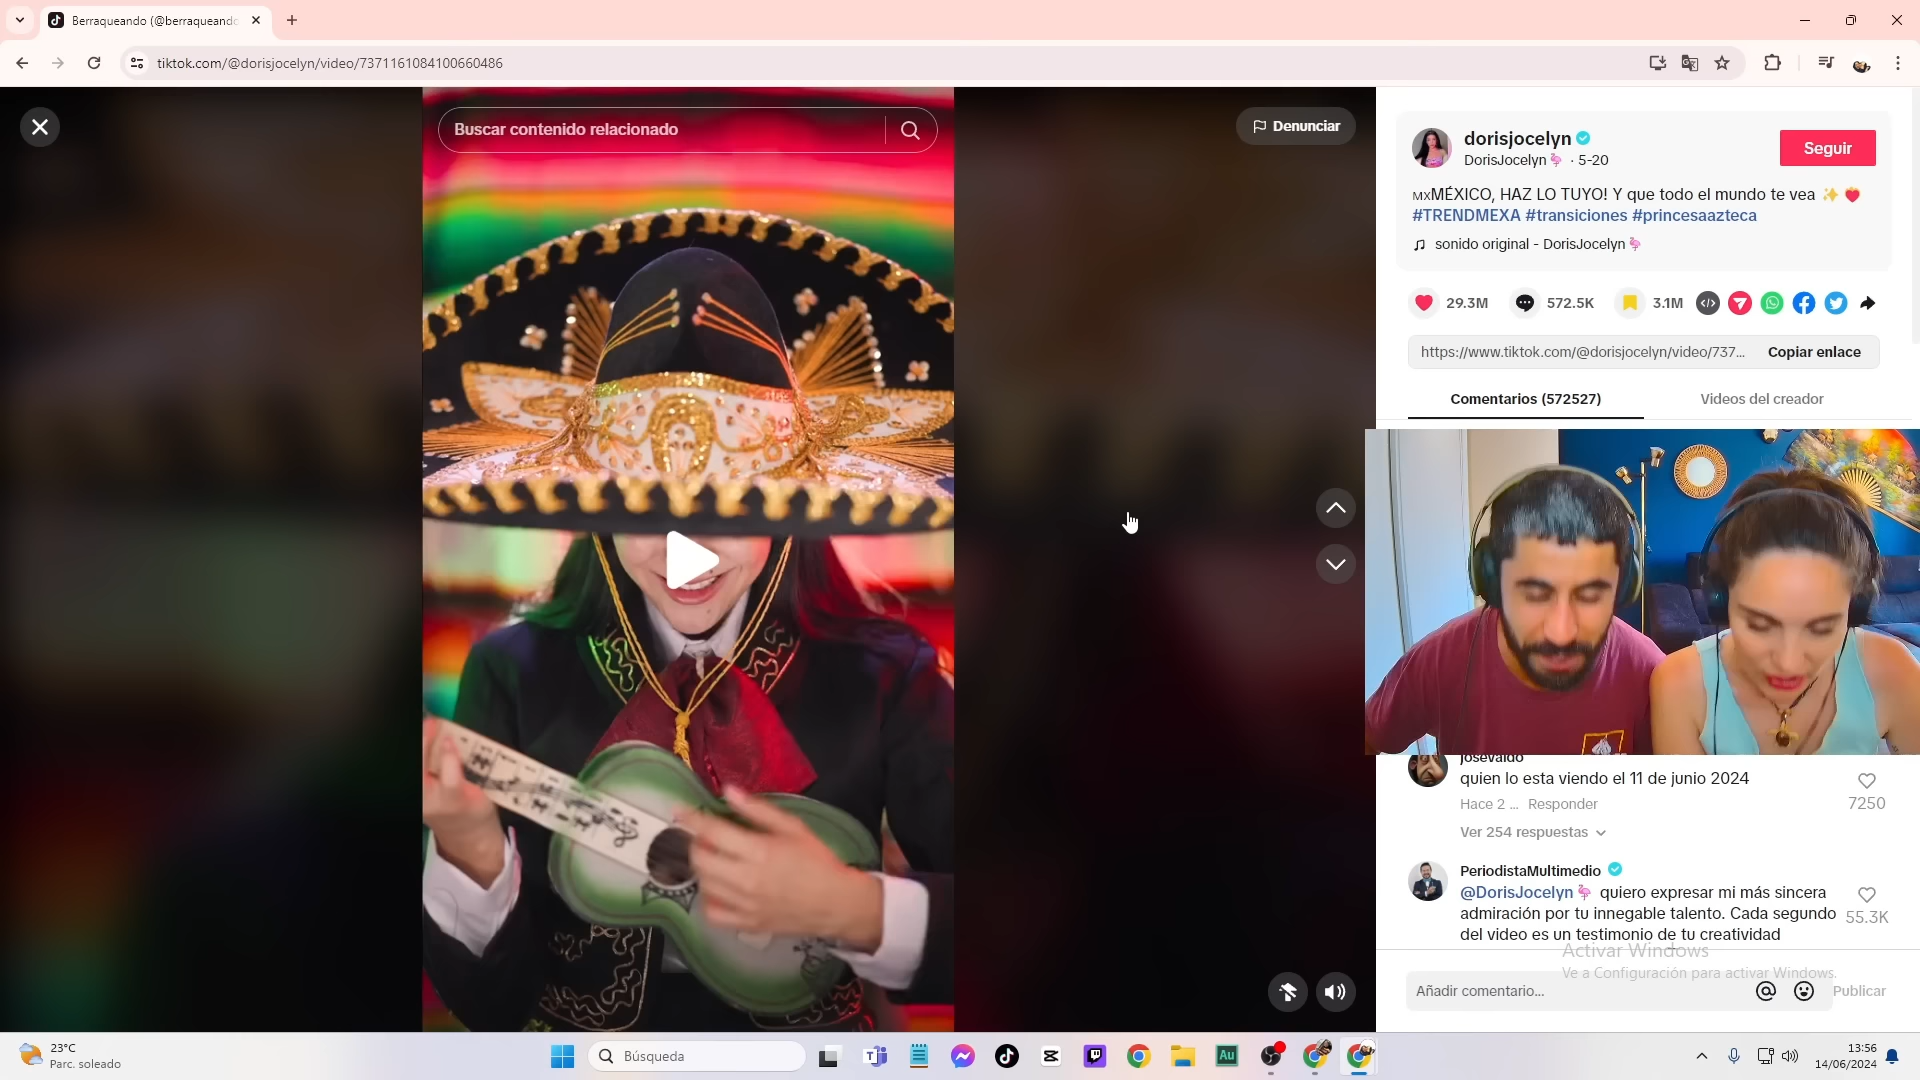 Berraqueando (@berraqueando
tiktok.com/@dorisjocelyn/video/7371161084100660486
Buscar contenido relacionado
Denunciar
dorisjocelyn
DorisJocelyn🦩 · 5-20
Seguir
MXMÉXICO, HAZ LO TUYO! Y que todo el mundo te vea ✨ ❤️
#TRENDMEXA #transiciones #princesaazteca
sonido original - DorisJocelyn🦩
29.3M
572.5K
3.1M
https://www.tiktok.com/@dorisjocelyn/video/737...
Copiar enlace
Comentarios (572527)
Videos del creador
josevaldo
quien lo esta viendo el 11 de junio 2024
Hace 2 ... Responder
7250
Ver 254 respuestas
PeriodistaMultimedio
@DorisJocelyn🦩 quiero expresar mi más sincera
admiración por tu innegable talento. Cada segundo
del video es un testimonio de tu creatividad
55.3K
Activar Windows
Ve a Configuración para activar Windows.
Añadir comentario...
Publicar
23°C
Parc. soleado
Búsqueda
Au
13:56
14/06/2024